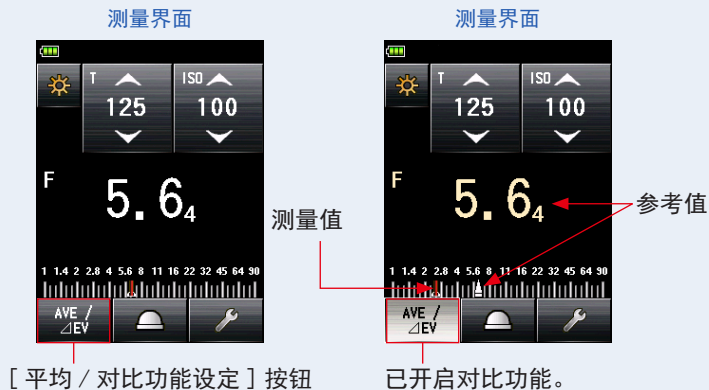 测量界面
T
ISO
125
100
F
5.6₄
1 1.4 2 2.8 4 5.6 8 11 16 22 32 45 64 90
AVE /
⊿EV
[ 平均 / 对比功能设定 ] 按钮
测量界面
T
ISO
125
100
F
5.6₄
参考值
测量值
1 1.4 2 2.8 4 5.6 8 11 16 22 32 45 64 90
AVE /
⊿EV
已开启对比功能。